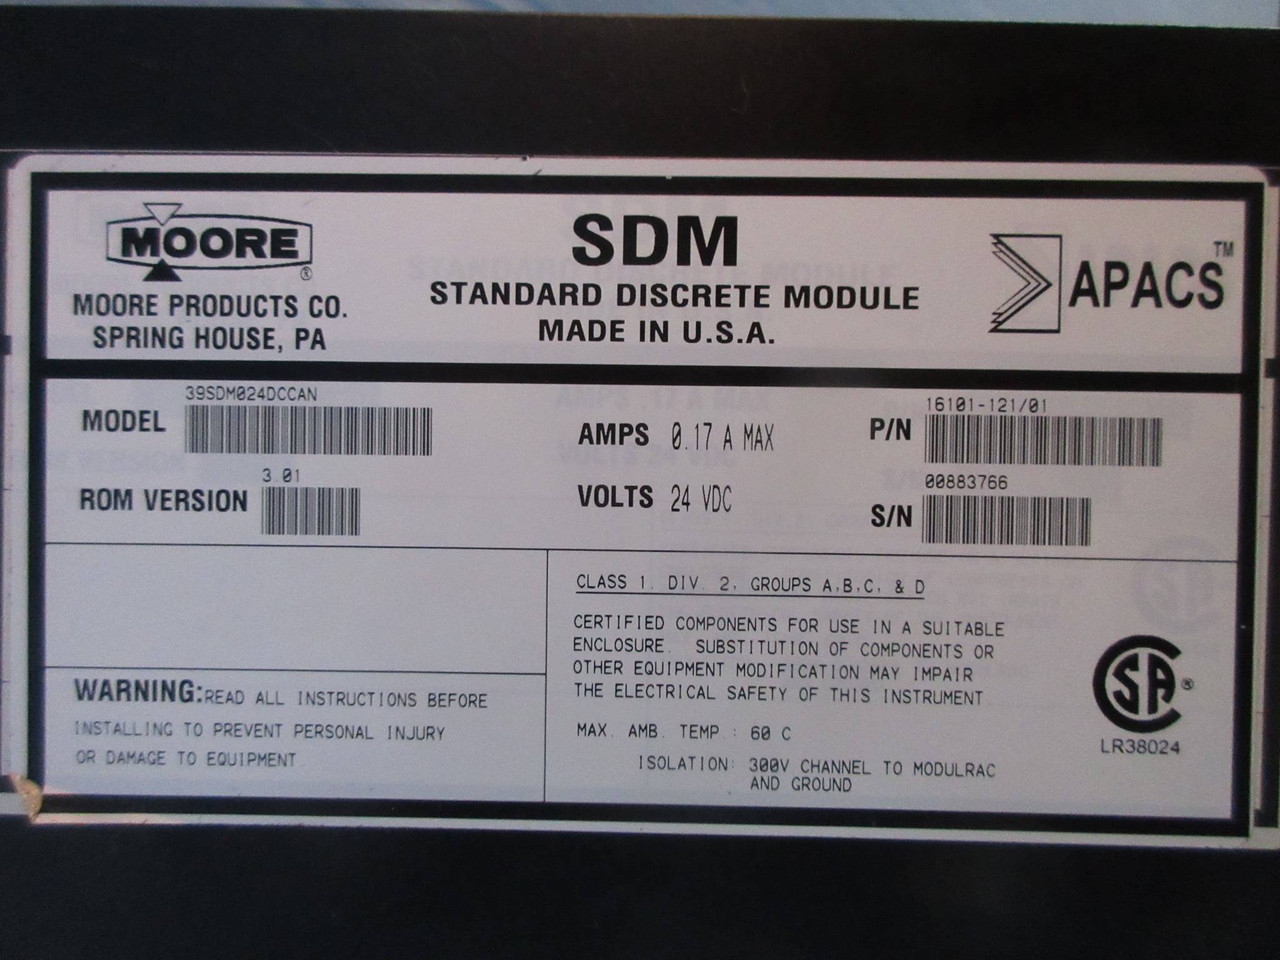 MOORE ®
MOORE PRODUCTS CO.
SPRING HOUSE, PA
SDM
STANDARD DISCRETE MODULE
MADE IN U.S.A.
APACS™
MODEL 39SDM024DCCAN
ROM VERSION 3.01
AMPS 0.17 A MAX
VOLTS 24 VDC
P/N 16101-121/01
S/N 00883766
WARNING: READ ALL INSTRUCTIONS BEFORE
INSTALLING TO PREVENT PERSONAL INJURY
OR DAMAGE TO EQUIPMENT
CLASS 1, DIV. 2, GROUPS A,B,C, & D
CERTIFIED COMPONENTS FOR USE IN A SUITABLE
ENCLOSURE. SUBSTITUTION OF COMPONENTS OR
OTHER EQUIPMENT MODIFICATION MAY IMPAIR
THE ELECTRICAL SAFETY OF THIS INSTRUMENT
MAX. AMB. TEMP.: 60 C
ISOLATION: 300V CHANNEL TO MODULRAC
AND GROUND
SA ®
LR38024